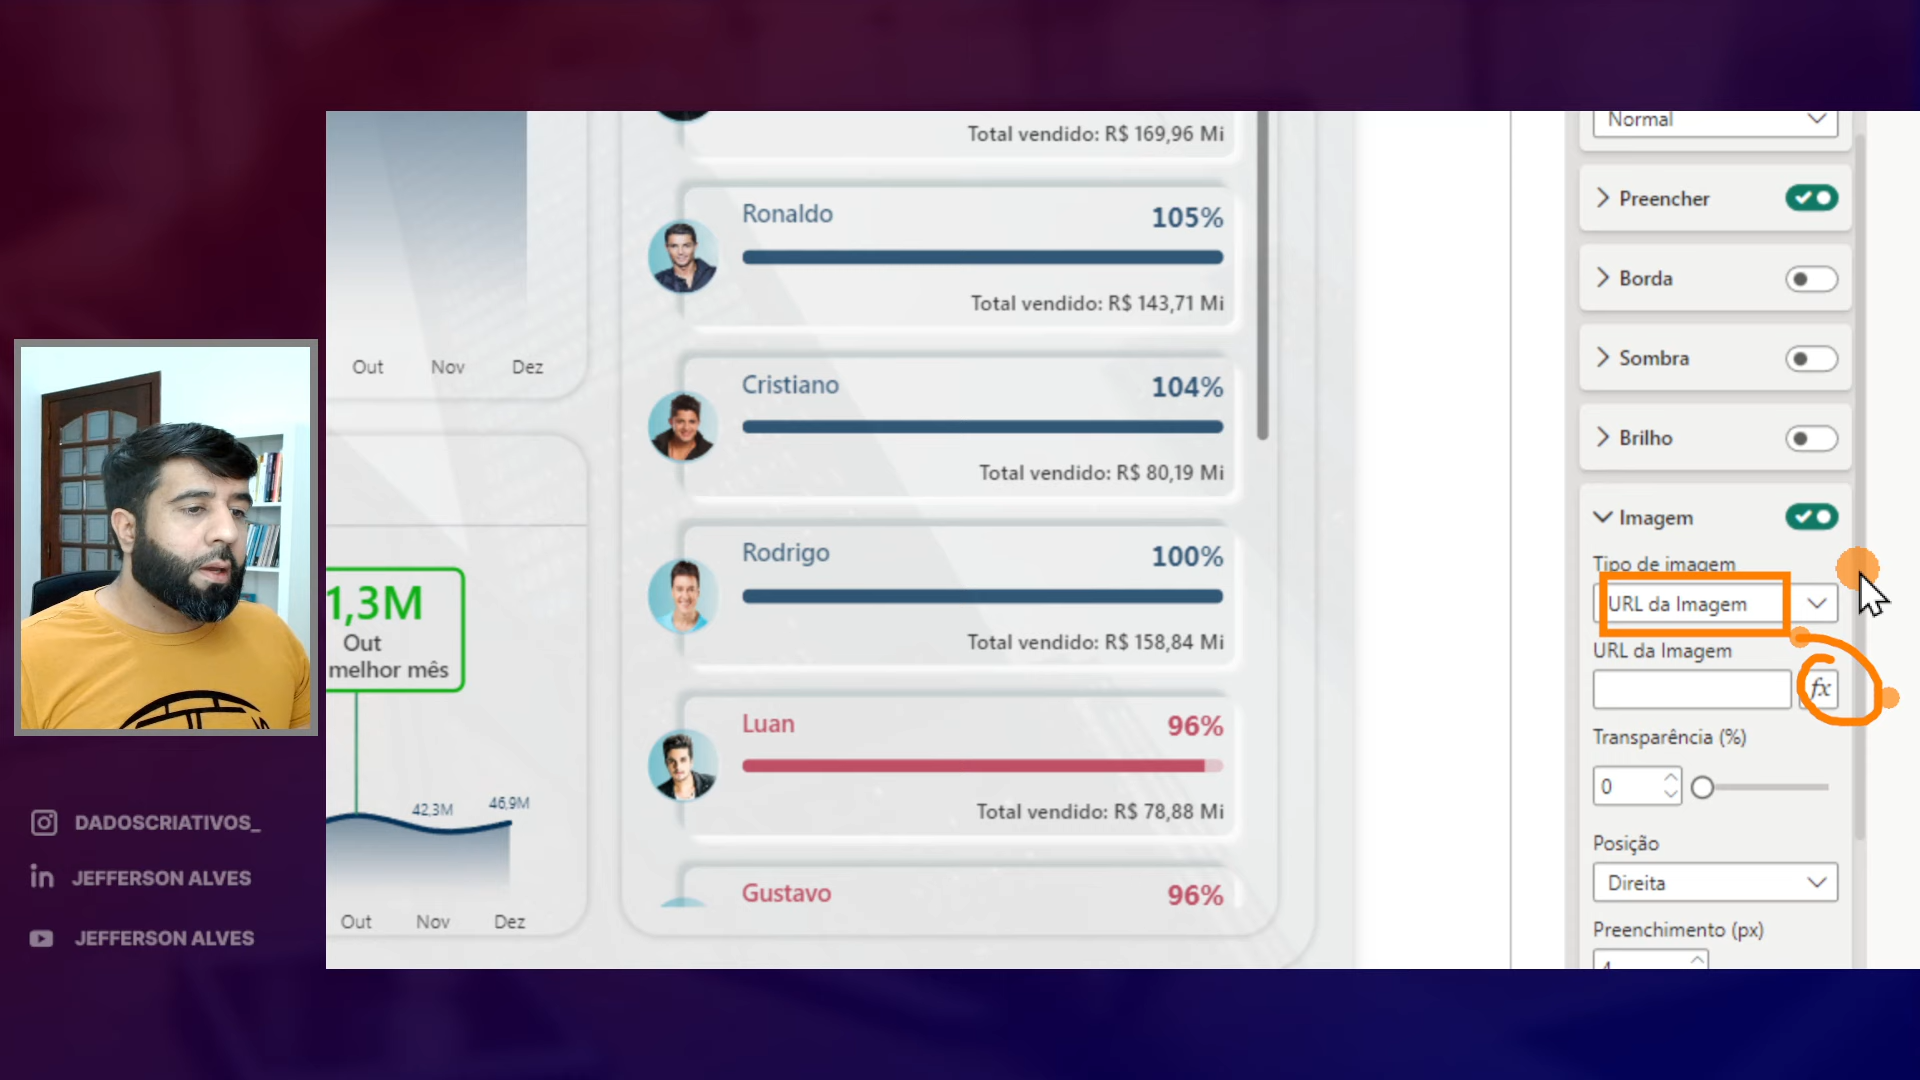 Total vendido: R$ 169,96 Mi
Ronaldo
105%
Total vendido: R$ 143,71 Mi
Cristiano
104%
Total vendido: R$ 80,19 Mi
Rodrigo
100%
Total vendido: R$ 158,84 Mi
Luan
96%
Total vendido: R$ 78,88 Mi
Gustavo
96%
Out Nov Dez
1,3M
Out
melhor mês
42,3M 46,9M
Out Nov Dez
Normal
Preencher
Borda
Sombra
Brilho
Imagem
Tipo de imagem
URL da Imagem
URL da Imagem
fx
Transparência (%)
0
Posição
Direita
Preenchimento (px)
4
DADOSCRIATIVOS_
JEFFERSON ALVES
JEFFERSON ALVES